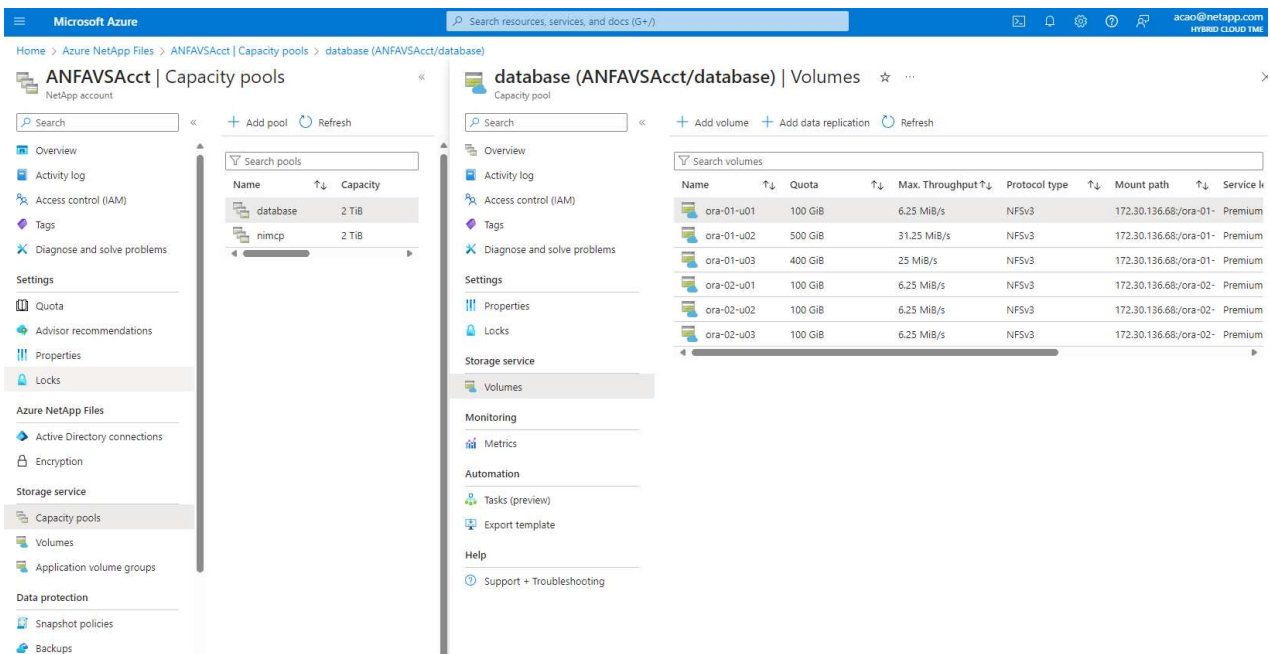 Microsoft Azure
Search resources, services, and docs (G+/)
acao@netapp.com
HYBRID CLOUD TME
Home > Azure NetApp Files > ANFAVSAcct | Capacity pools > database (ANFAVSAcct/database)
ANFAVSAcct | Capacity pools
NetApp account
Search
Overview
Activity log
Access control (IAM)
Tags
Diagnose and solve problems
Settings
Quota
Advisor recommendations
Properties
Locks
Azure NetApp Files
Active Directory connections
Encryption
Storage service
Capacity pools
Volumes
Application volume groups
Data protection
Snapshot policies
Backups
Add pool Refresh
Search pools
Name Capacity
database 2 TiB
nimcp 2 TiB
database (ANFAVSAcct/database) | Volumes
Capacity pool
Search
Overview
Activity log
Access control (IAM)
Tags
Diagnose and solve problems
Settings
Properties
Locks
Storage service
Volumes
Monitoring
Metrics
Automation
Tasks (preview)
Export template
Help
Support + Troubleshooting
Add volume Add data replication Refresh
Search volumes
Name Quota Max. Throughput Protocol type Mount path Service
ora-01-u01 100 GiB 6.25 MiB/s NFSv3 172.30.136.68:/ora-01- Premium
ora-01-u02 500 GiB 31.25 MiB/s NFSv3 172.30.136.68:/ora-01- Premium
ora-01-u03 400 GiB 25 MiB/s NFSv3 172.30.136.68:/ora-01- Premium
ora-02-u01 100 GiB 6.25 MiB/s NFSv3 172.30.136.68:/ora-02- Premium
ora-02-u02 100 GiB 6.25 MiB/s NFSv3 172.30.136.68:/ora-02- Premium
ora-02-u03 100 GiB 6.25 MiB/s NFSv3 172.30.136.68:/ora-02- Premium